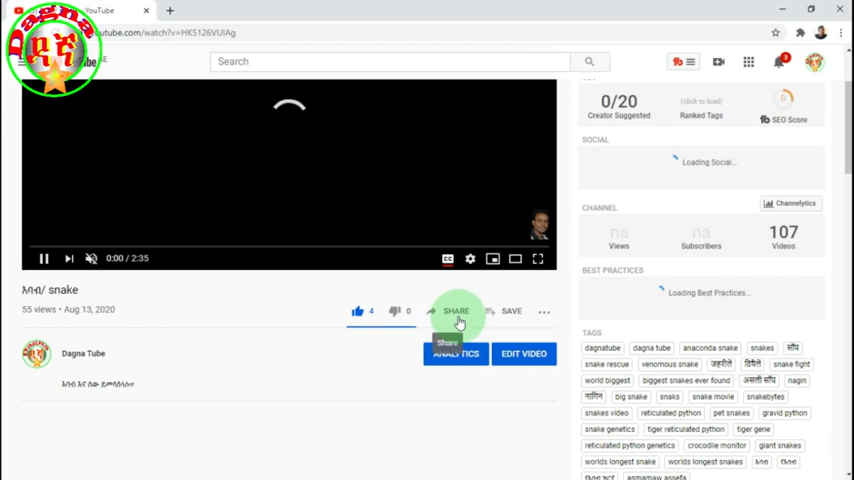 Dagna
ዳኛ
YouTube
utube.com/watch?v=HK5126VUIAg
Search
3
0/20
Creator Suggested
(click to load)
Ranked Tags
0
SEO Score
SOCIAL
Loading Social...
CHANNEL
Channelytics
na
Views
na
Subscribers
107
Videos
BEST PRACTICES
Loading Best Practices...
0:00 / 2:35
እባብ/ snake
55 views • Aug 13, 2020
4
0
SHARE
SAVE
Share
Dagna Tube
ANALYTICS
EDIT VIDEO
TAGS
dagnatube
dagna tube
anaconda snake
snakes
साँप
snake rescue
venomous snake
जहरीले
विषैले
snake fight
world biggest
biggest snakes ever found
असली साँप
nagin
नागिन
big snake
snaks
snake movie
snakebytes
snakes video
reticulated python
pet snakes
gravid python
snake genetics
tiger reticulated python
tiger gene
reticulated python genetics
crocodile monitor
giant snakes
worlds longest snake
worlds longest snakes
እባብ
የእባብ
asmamaw assefa